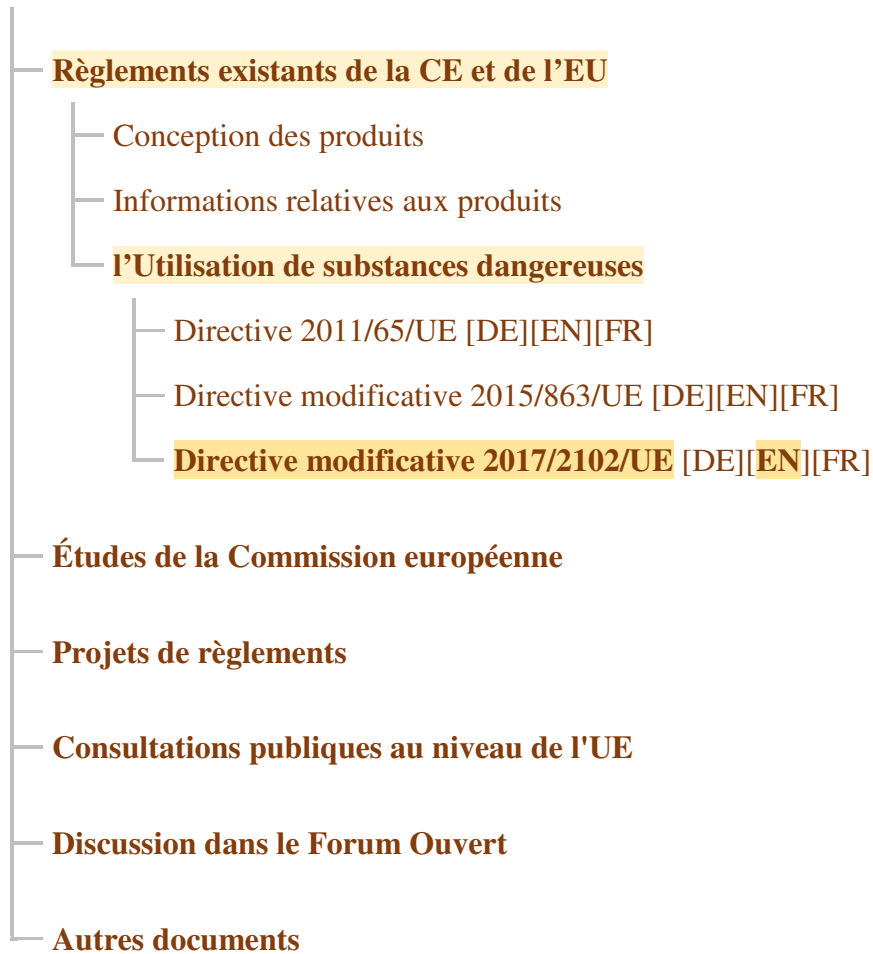 Règlements existants de la CE et de l’EU
Conception des produits
Informations relatives aux produits
l’Utilisation de substances dangereuses
Directive 2011/65/UE [DE][EN][FR]
Directive modificative 2015/863/UE [DE][EN][FR]
Directive modificative 2017/2102/UE [DE][EN][FR]
Études de la Commission européenne
Projets de règlements
Consultations publiques au niveau de l'UE
Discussion dans le Forum Ouvert
Autres documents